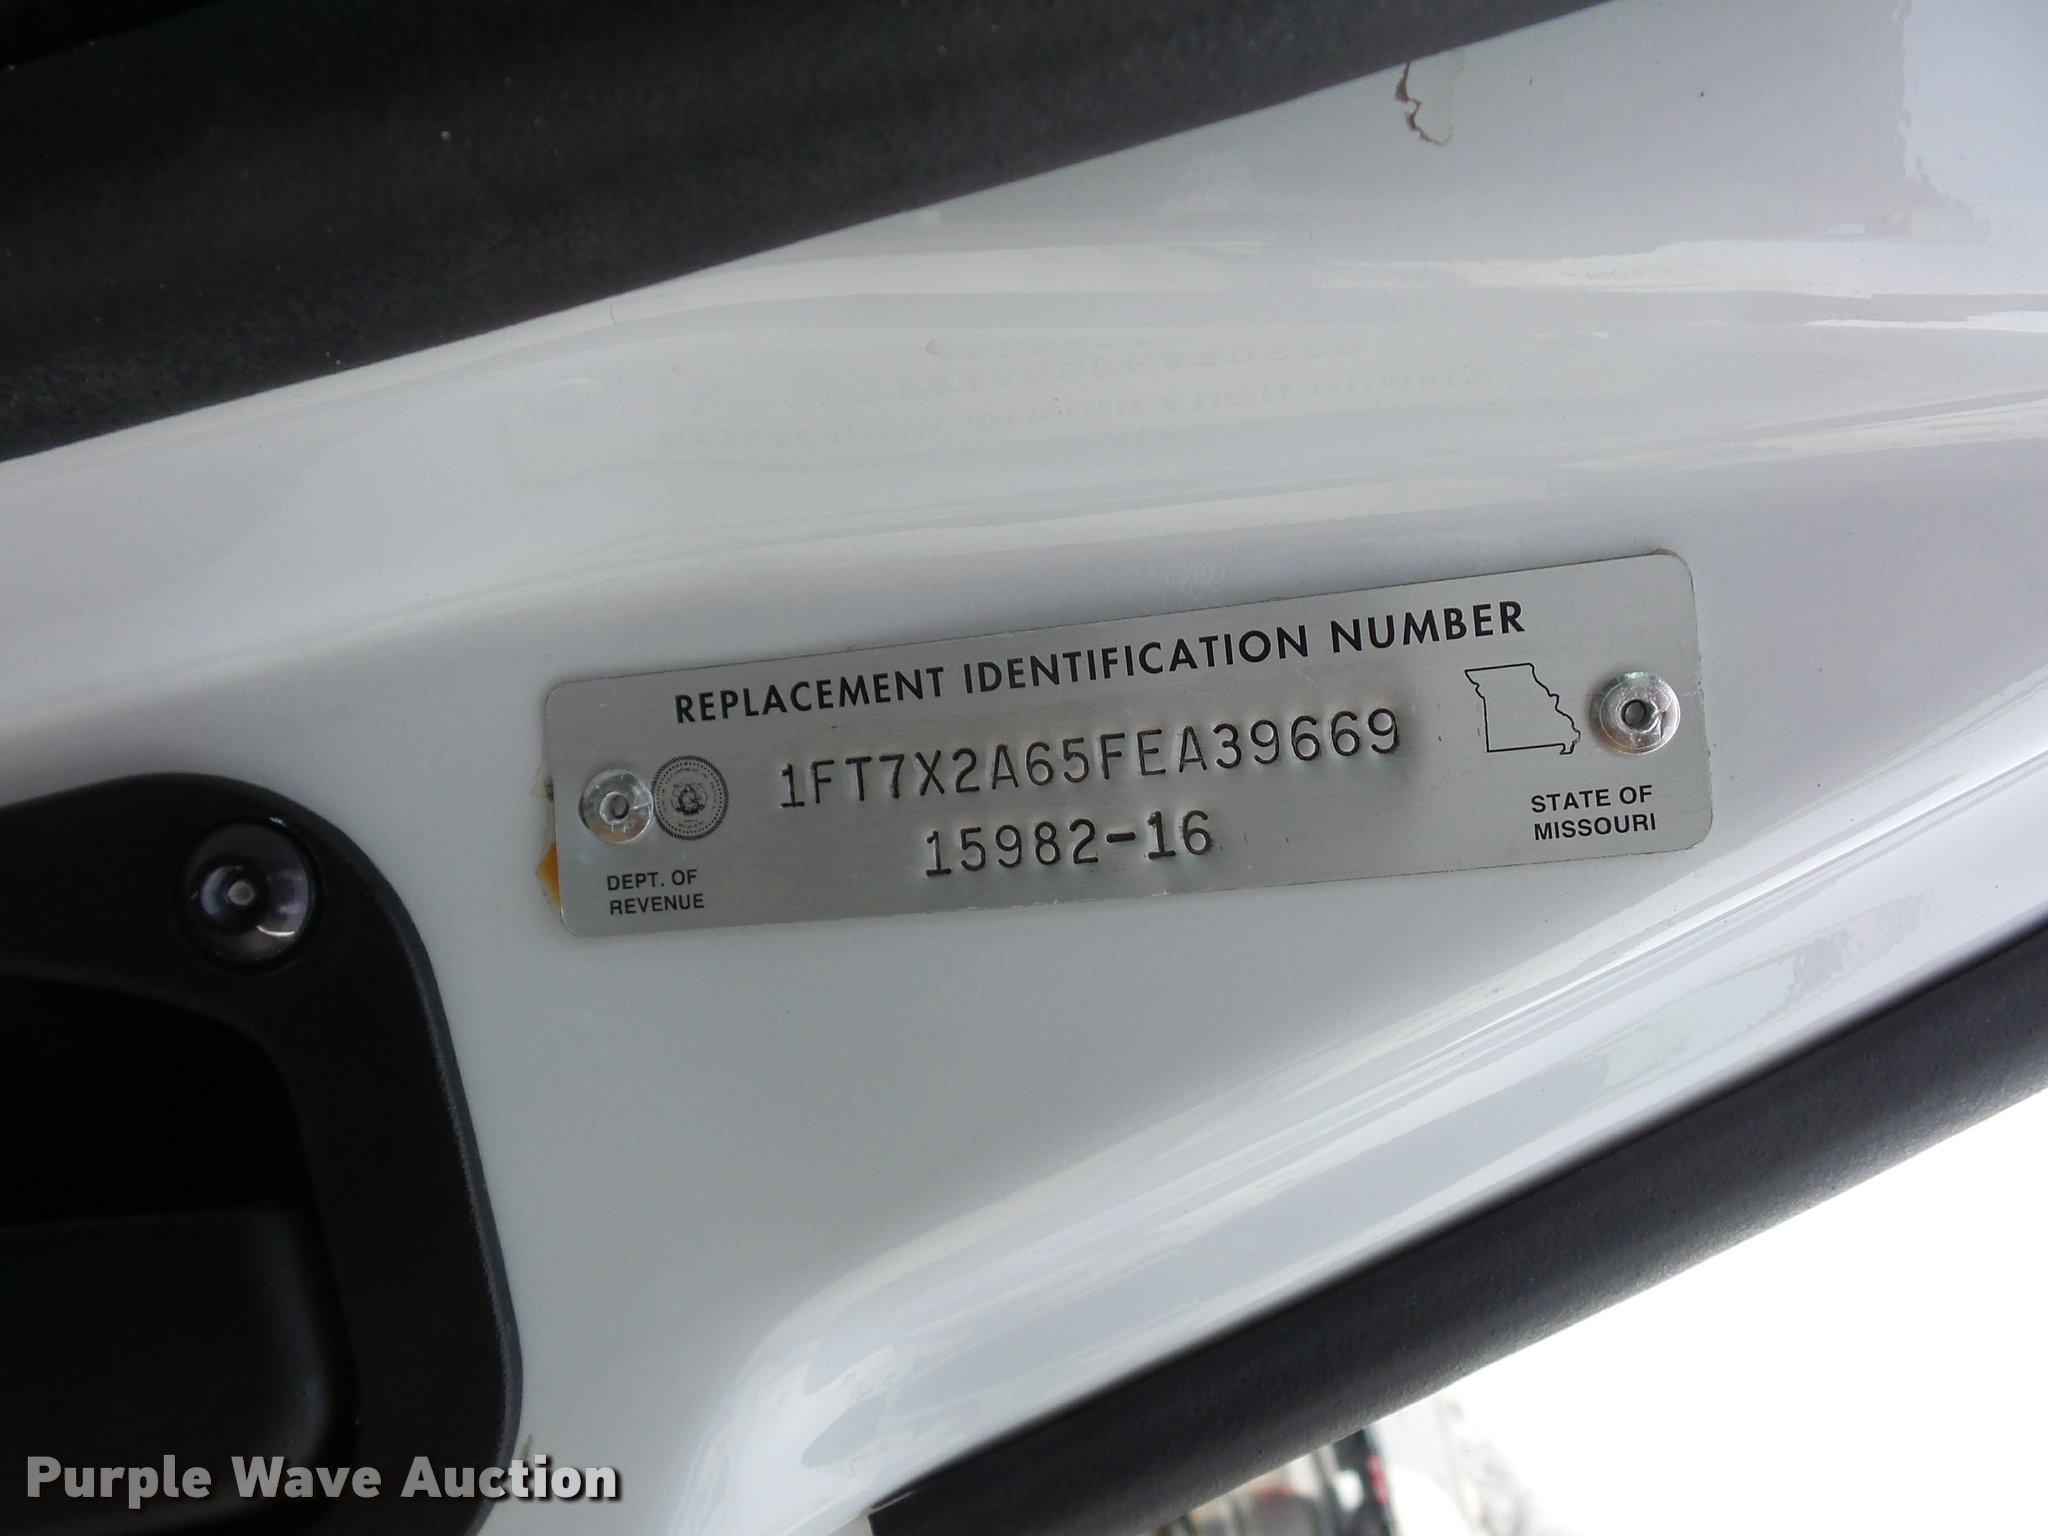 REPLACEMENT IDENTIFICATION NUMBER
1FT7X2A65FEA39669
15982-16
DEPT. OF
REVENUE
STATE OF
MISSOURI
Purple Wave Auction